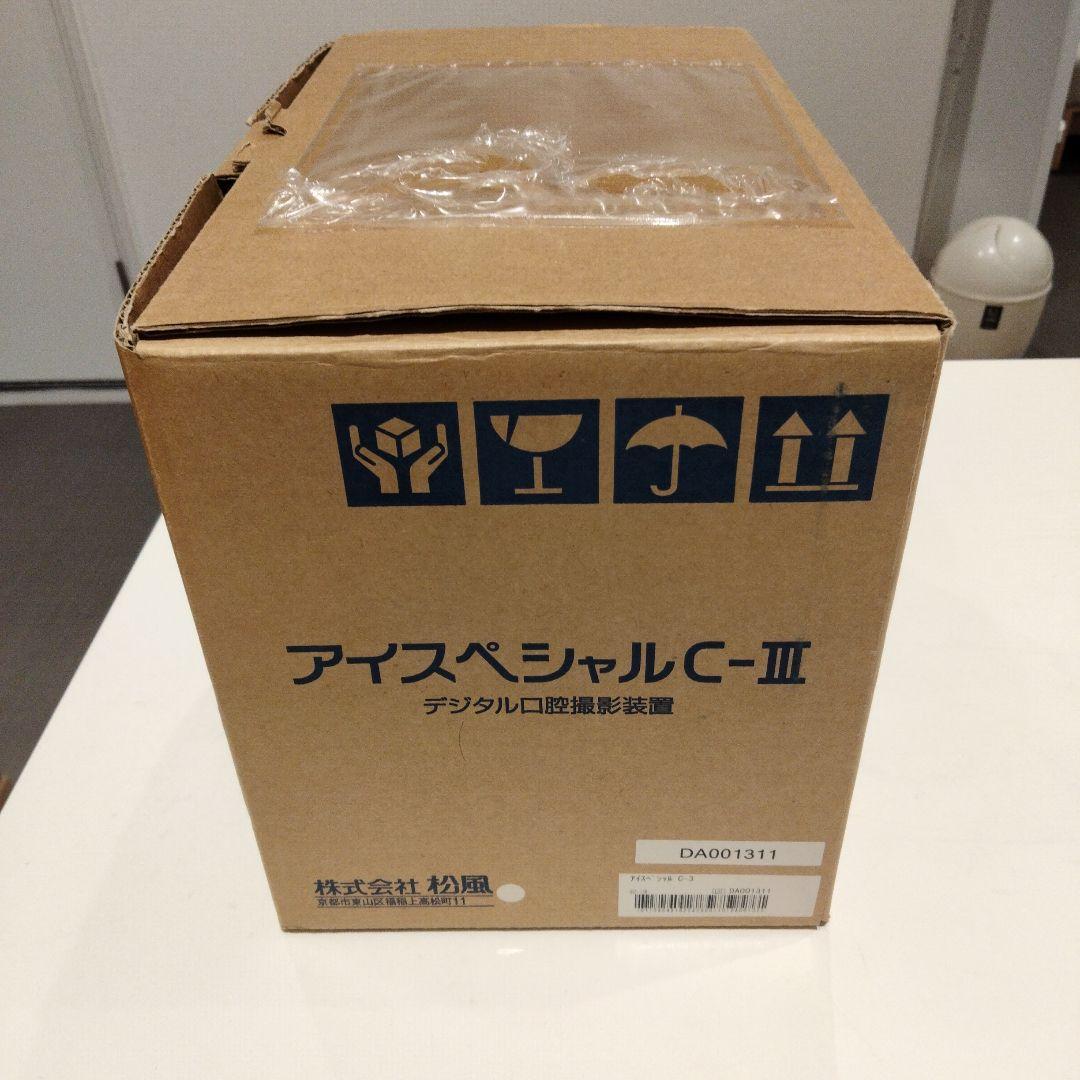 アイスペシャルC-Ⅲ
デジタル口腔撮影装置
DA001311
アイスペシャル C-3
DA001311
株式会社 松風
京都市東山区福稲上高松町11